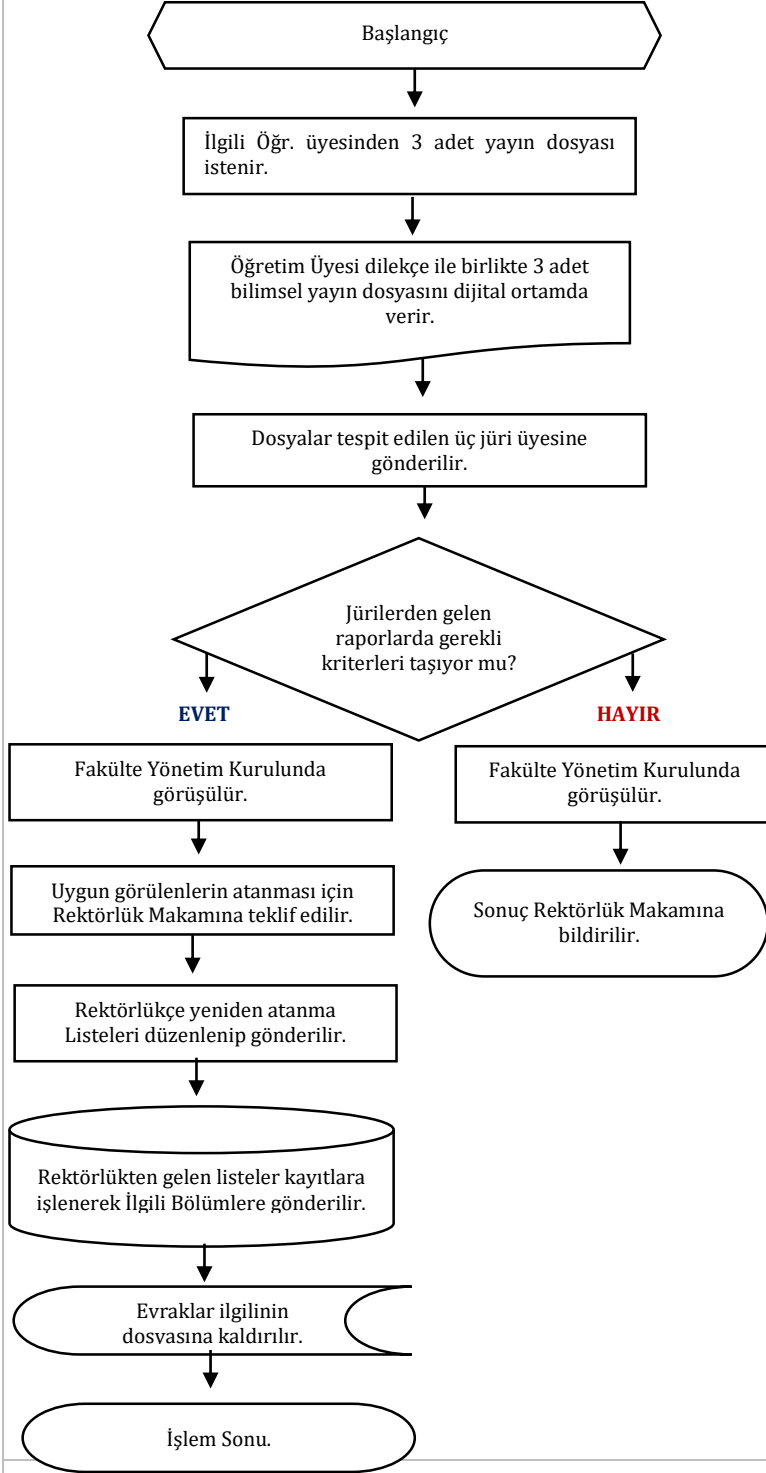 Başlangıç
İlgili Öğr. üyesinden 3 adet yayın dosyası
istenir.
Öğretim Üyesi dilekçe ile birlikte 3 adet
bilimsel yayın dosyasını dijital ortamda
verir.
Dosyalar tespit edilen üç jüri üyesine
gönderilir.
Jürilerden gelen
raporlarda gerekli
kriterleri taşıyor mu?
EVET
HAYIR
Fakülte Yönetim Kurulunda
görüşülür.
Fakülte Yönetim Kurulunda
görüşülür.
Uygun görülenlerin atanması için
Rektörlük Makamına teklif edilir.
Sonuç Rektörlük Makamına
bildirilir.
Rektörlükçe yeniden atanma
Listeleri düzenlenip gönderilir.
Rektörlükten gelen listeler kayıtlara
işlenerek İlgili Bölümlere gönderilir.
Evraklar ilgilinin
dosyasına kaldırılır.
İşlem Sonu.